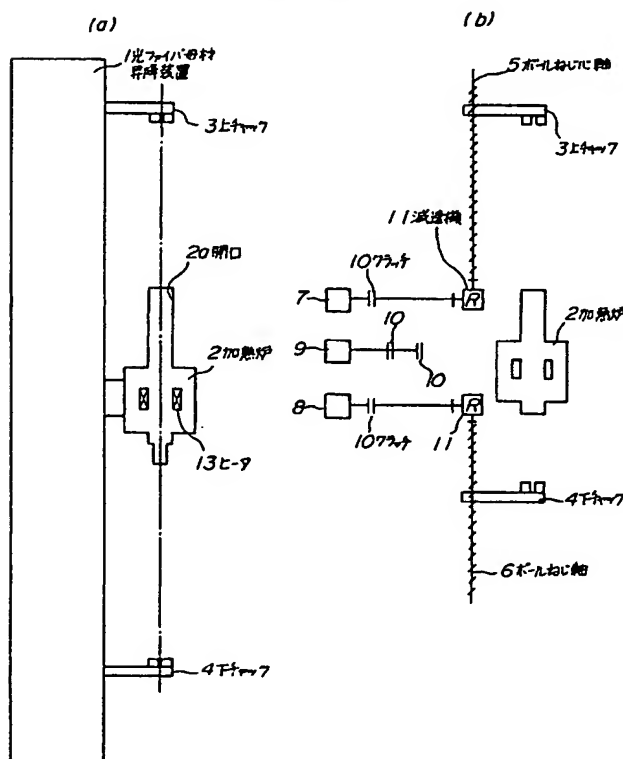 (a)
1光ファイバ母材
昇降装置
3上チャック
2a開口
2加熱炉
13ヒータ
4下チャック
(b)
5ボールねじ軸
3上チャック
11減速機
10クラッチ
7
R
2加熱炉
10
9
10
8
R
10クラッチ
11
4下チャック
6ボールねじ軸